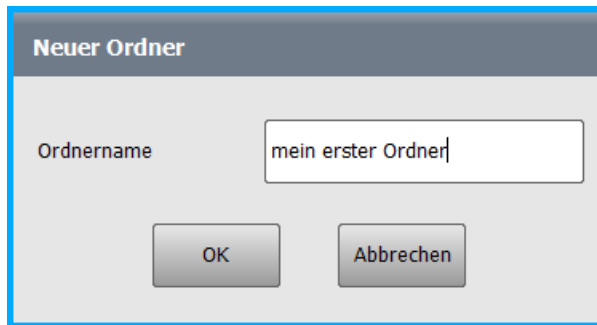 Neuer Ordner
Ordnername
mein erster Ordner
OK
Abbrechen